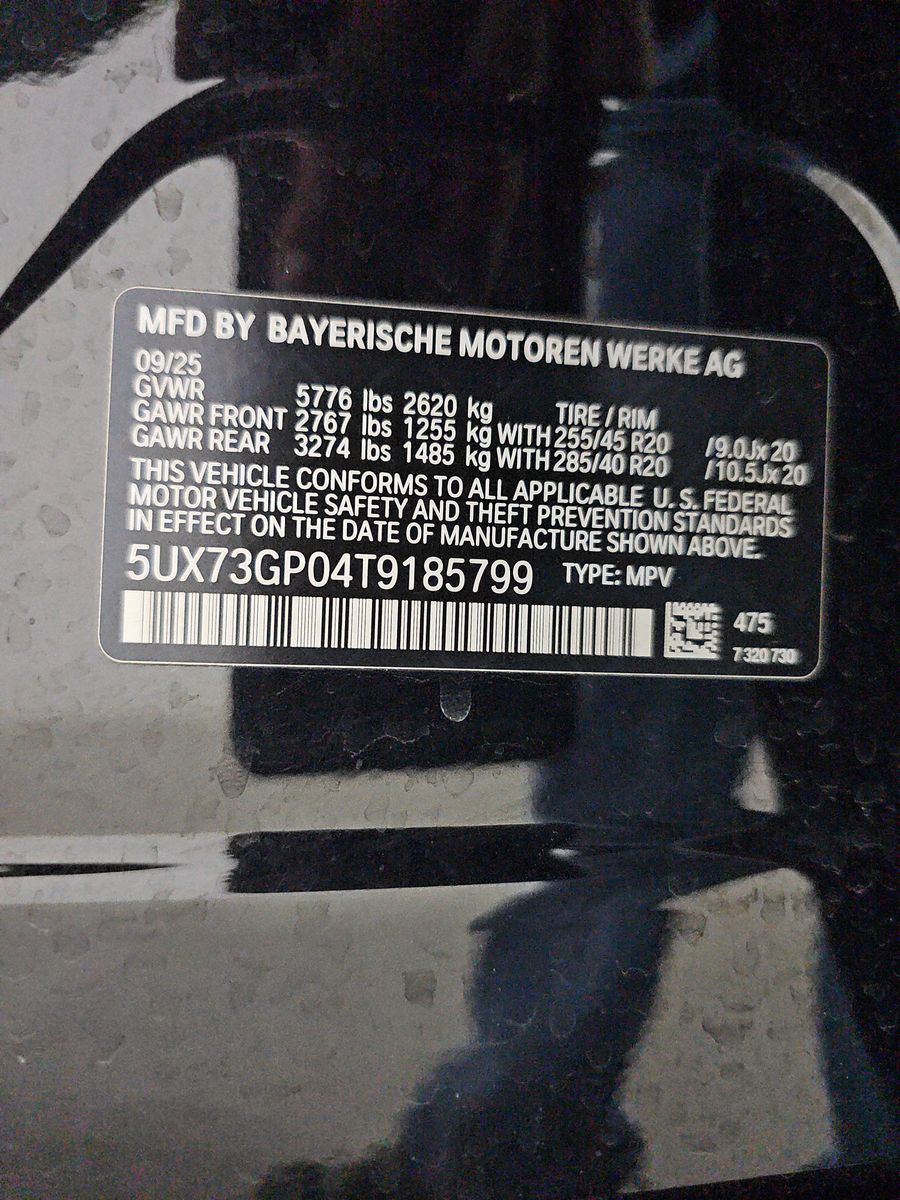 MFD BY BAYERISCHE MOTOREN WERKE AG
09/25
GVWR 5776 lbs 2620 kg TIRE / RIM
GAWR FRONT 2767 lbs 1255 kg WITH 255/45 R20 /9.0Jx20
GAWR REAR 3274 lbs 1485 kg WITH 285/40 R20 /10.5Jx20
THIS VEHICLE CONFORMS TO ALL APPLICABLE U. S. FEDERAL
MOTOR VEHICLE SAFETY AND THEFT PREVENTION STANDARDS
IN EFFECT ON THE DATE OF MANUFACTURE SHOWN ABOVE.
5UX73GP04T9185799 TYPE: MPV
475
7 320 730